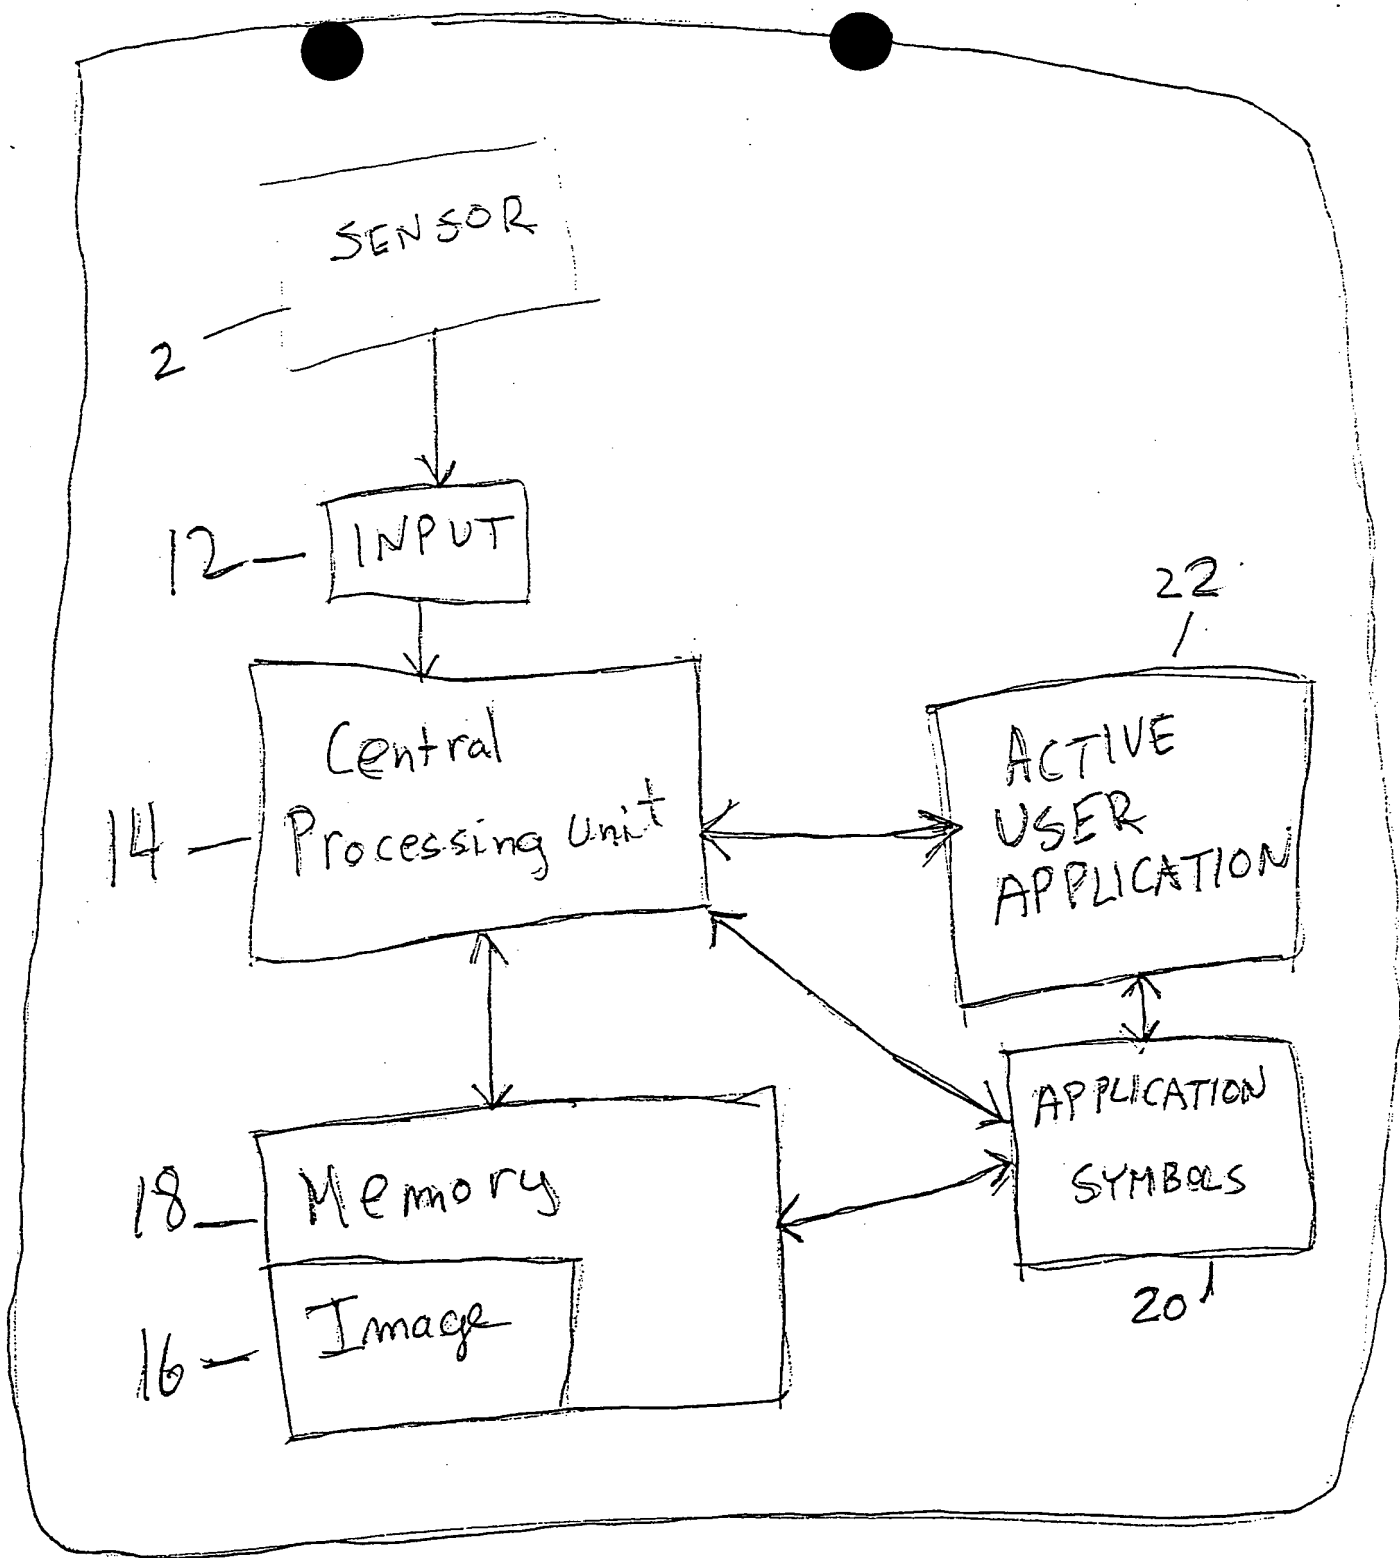 SENSOR
2
12
INPUT
22
Central
Processing Unit
14
ACTIVE
USER
APPLICATION
APPLICATION
SYMBOLS
20
18
Memory
16
Image